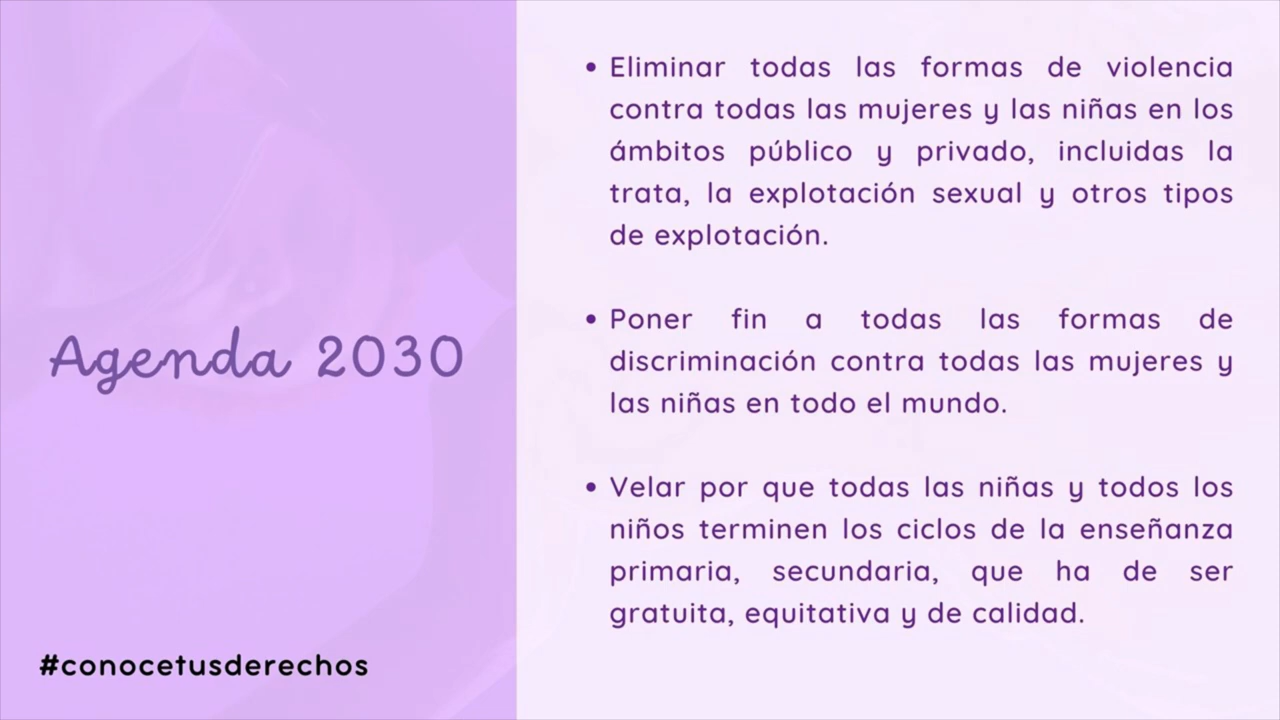 Agenda 2030
#conocetusderechos
• Eliminar todas las formas de violencia
contra todas las mujeres y las niñas en los
ámbitos público y privado, incluidas la
trata, la explotación sexual y otros tipos
de explotación.
• Poner fin a todas las formas de
discriminación contra todas las mujeres y
las niñas en todo el mundo.
• Velar por que todas las niñas y todos los
niños terminen los ciclos de la enseñanza
primaria, secundaria, que ha de ser
gratuita, equitativa y de calidad.